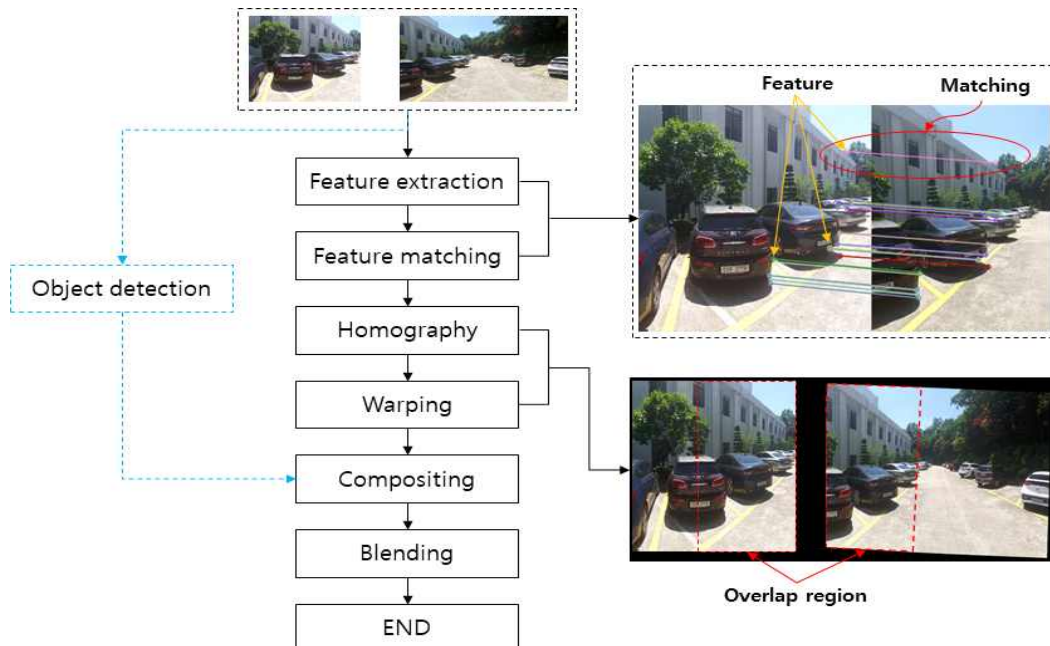 Feature
Matching
Feature extraction
Feature matching
Object detection
Homography
Warping
Compositing
Blending
Overlap region
END